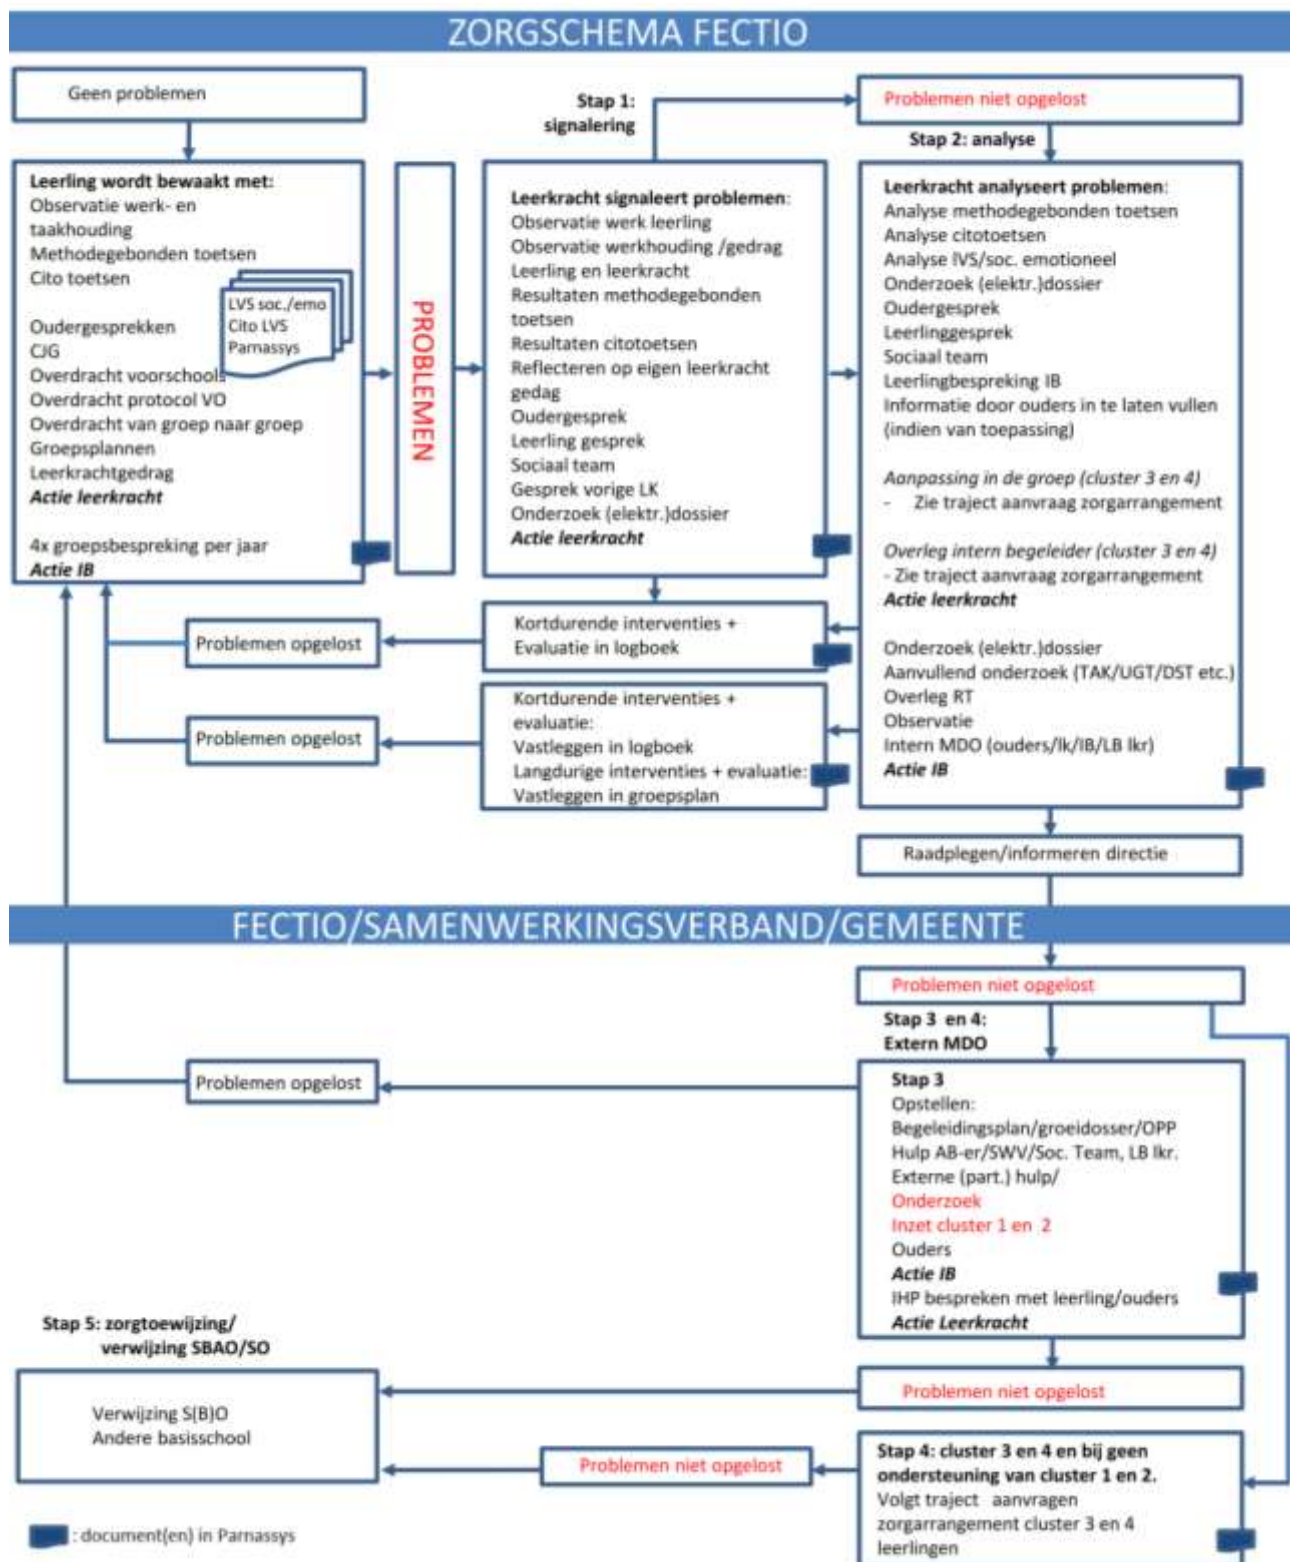 ZORGSCHEMA FECTIO
Geen problemen
Leerling wordt bewaakt met:
Observatie werk- en
taakhouding
Methodegebonden toetsen
Cito toetsen
LVS soc./emo
Cito LVS
Parnassys
Oudergesprekken
CJG
Overdracht voorschools
Overdracht protocol VO
Overdracht van groep naar groep
Groepsplannen
Leerkrachtgedrag
Actie leerkracht
4x groepsbespreking per jaar
Actie IB
PROBLEMEN
Stap 1:
signalering
Leerkracht signaleert problemen:
Observatie werk leerling
Observatie werkhouding /gedrag
Leerling en leerkracht
Resultaten methodegebonden
toetsen
Resultaten citotoetsen
Reflecteren op eigen leerkracht
gedag
Oudergesprek
Leerling gesprek
Sociaal team
Gesprek vorige LK
Onderzoek (elektr.)dossier
Actie leerkracht
Problemen niet opgelost
Stap 2: analyse
Leerkracht analyseert problemen:
Analyse methodegebonden toetsen
Analyse citotoetsen
Analyse lVS/soc. emotioneel
Onderzoek (elektr.)dossier
Oudergesprek
Leerlinggesprek
Sociaal team
Leerlingbespreking IB
Informatie door ouders in te laten vullen
(indien van toepassing)
Aanpassing in de groep (cluster 3 en 4)
- Zie traject aanvraag zorgarrangement
Overleg intern begeleider (cluster 3 en 4)
- Zie traject aanvraag zorgarrangement
Actie leerkracht
Onderzoek (elektr.)dossier
Aanvullend onderzoek (TAK/UGT/DST etc.)
Overleg RT
Observatie
Intern MDO (ouders/lk/IB/LB lkr)
Actie IB
Kortdurende interventies +
Evaluatie in logboek
Problemen opgelost
Kortdurende interventies +
evaluatie:
Vastleggen in logboek
Langdurige interventies + evaluatie:
Vastleggen in groepsplan
Problemen opgelost
Raadplegen/informeren directie
FECTIO/SAMENWERKINGSVERBAND/GEMEENTE
Problemen niet opgelost
Stap 3 en 4:
Extern MDO
Stap 3
Opstellen:
Begeleidingsplan/groeidosser/OPP
Hulp AB-er/SWV/Soc. Team, LB lkr.
Externe (part.) hulp/
Onderzoek
Inzet cluster 1 en 2
Ouders
Actie IB
IHP bespreken met leerling/ouders
Actie Leerkracht
Problemen opgelost
Problemen niet opgelost
Stap 5: zorgtoewijzing/
verwijzing SBAO/SO
Verwijzing S(B)O
Andere basisschool
Problemen niet opgelost
Stap 4: cluster 3 en 4 en bij geen
ondersteuning van cluster 1 en 2.
Volgt traject aanvragen
zorgarrangement cluster 3 en 4
leerlingen
: document(en) in Parnassys